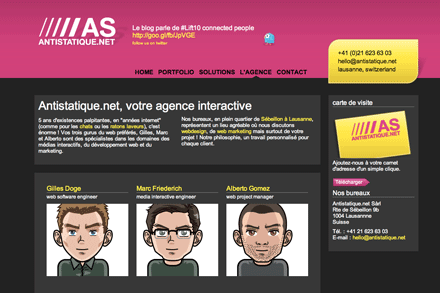 AS
ANTISTATIQUE.NET
Le blog parle de #Lift10 connected people
http://goo.gl/fb/JpVGE
follow us on twitter
+41 (0)21 623 63 03
hello@antistatique.net
lausanne, switzerland
HOME PORTFOLIO SOLUTIONS L'AGENCE CONTACT
Antistatique.net, votre agence interactive
5 ans d'existences palpitantes, en "années internet"
(comme pour les chats ou les ratons laveurs), c'est
énorme ! Vos trois gurus du web préférés, Gilles, Marc
et Alberto sont des spécialistes dans les domaines des
médias interactifs, du développement web et du
marketing.
Nos bureaux, en plein quartier de Sébeillon à Lausanne,
représentent un lieu agréable où nous discutons
webdesign, de web marketing mais surtout de votre
projet ! Notre philosophie, un travail personnalisé pour
chaque client.
carte de visite
AS
ANTISTATIQUE.NET
Ajoutez-nous à votre carnet
d'adresse d'un simple clique.
Télécharger
Nos bureaux
Antistatique.net Sàrl
Rte de Sébeillon 9b
1004 Lausannne
Suisse
Tél. : +41 21 623 63 03
E-mail : hello@antistatique.net
Gilles Doge
web software engineer
Marc Friederich
media interactive engineer
Alberto Gomez
web project manager